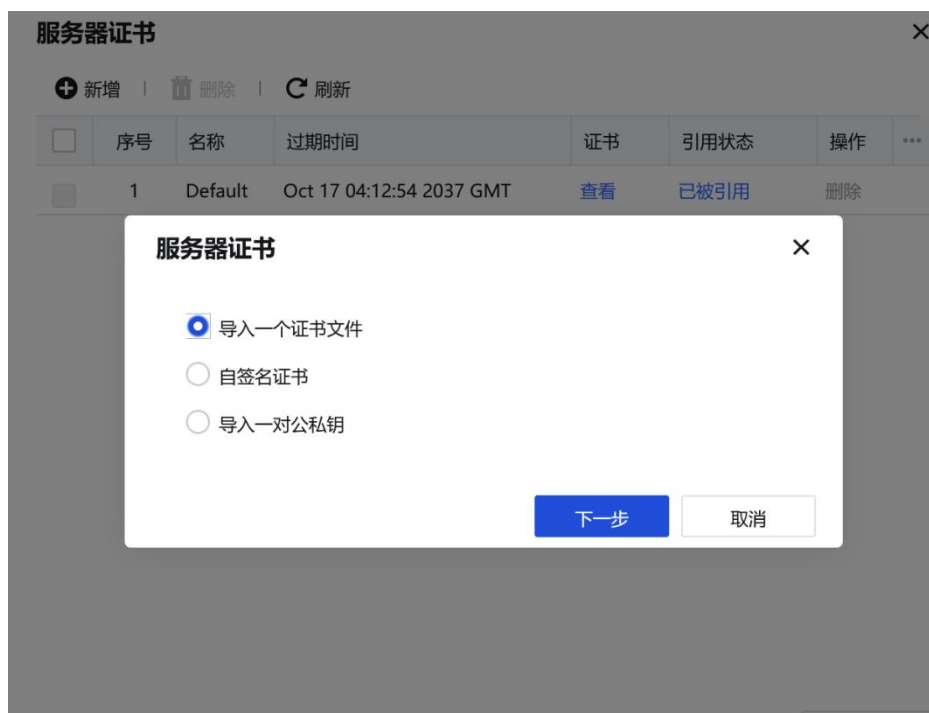 服务器证书
新增 删除 刷新
序号 名称 过期时间 证书 引用状态 操作
1 Default Oct 17 04:12:54 2037 GMT 查看 已被引用 删除
服务器证书
导入一个证书文件
自签名证书
导入一对公私钥
下一步 取消